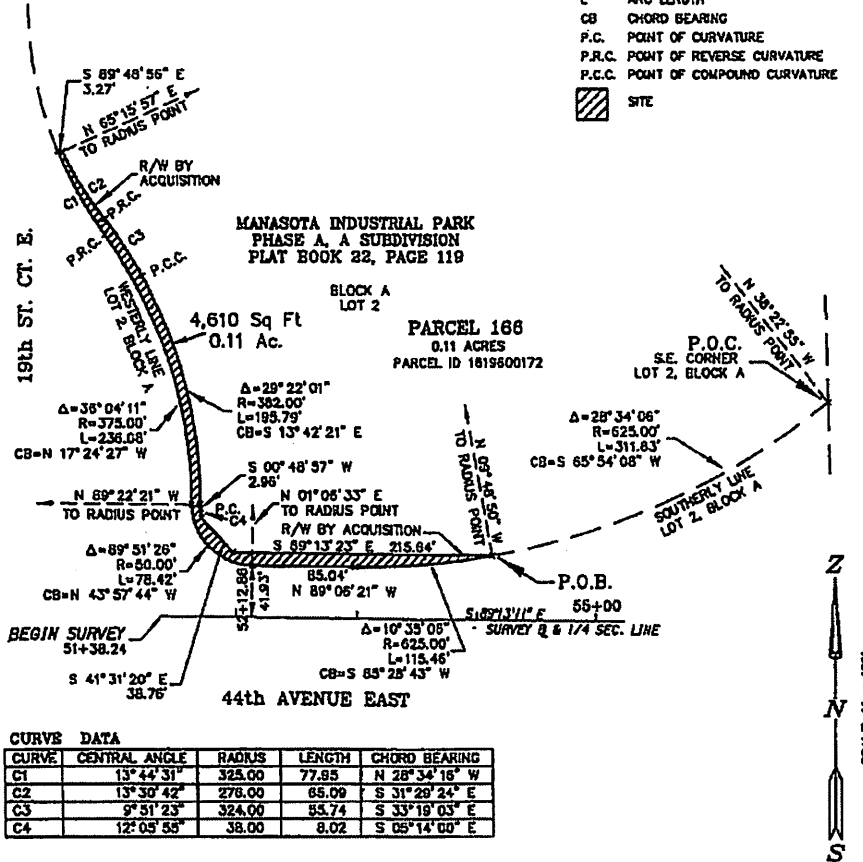 L ARC LENGTH
CB CHORD BEARING
P.C. POINT OF CURVATURE
P.R.C. POINT OF REVERSE CURVATURE
P.C.C. POINT OF COMPOUND CURVATURE
SITE
S 89°48'56" E
3.27'
N 65°15'57" E
TO RADIUS POINT
R/W BY
ACQUISITION
C1
C2
P.R.C.
P.R.C.
C3
P.C.C.
19th ST. CT. E.
WESTERLY LINE
LOT 2, BLOCK A
MANASOTA INDUSTRIAL PARK
PHASE A, A SUBDIVISION
PLAT BOOK 22, PAGE 119
BLOCK A
LOT 2
4,610 Sq Ft
0.11 Ac.
PARCEL 166
0.11 ACRES
PARCEL ID 1819600172
N 38°22'55" W
TO RADIUS POINT
P.O.C.
S.E. CORNER
LOT 2, BLOCK A
Δ=29°22'01"
R=382.00'
L=195.79'
CB=S 13°42'21" E
Δ=36°04'11"
R=375.00'
L=236.08'
CB=N 17°24'27" W
Δ=28°34'06"
R=625.00'
L=311.63'
CB=S 65°54'08" W
SOUTHERLY LINE
LOT 2, BLOCK A
S 00°48'57" W
2.96'
N 89°22'21" W
TO RADIUS POINT
P.C.
C4
N 01°06'33" E
TO RADIUS POINT
N 09°48'50" W
TO RADIUS POINT
R/W BY ACQUISITION
S 89°13'23" E 215.64'
Δ=89°51'26"
R=50.00'
L=78.42'
CB=N 43°57'44" W
85.04'
N 89°06'21" W
P.O.B.
52+12.88
41.93'
BEGIN SURVEY
51+38.24
S 89°13'11" E
55+00
SURVEY B & 1/4 SEC. LINE
Δ=10°35'05"
R=625.00'
L=115.46'
CB=S 85°28'43" W
S 41°31'20" E
38.76'
44th AVENUE EAST
Z
N
S
CURVE DATA
CURVE CENTRAL ANGLE RADIUS LENGTH CHORD BEARING
C1 13°44'31" 325.00 77.95 N 28°34'16" W
C2 13°30'42" 276.00 65.09 S 31°29'24" E
C3 9°51'23" 324.00 55.74 S 33°19'03" E
C4 12°05'55" 38.00 8.02 S 05°14'00" E